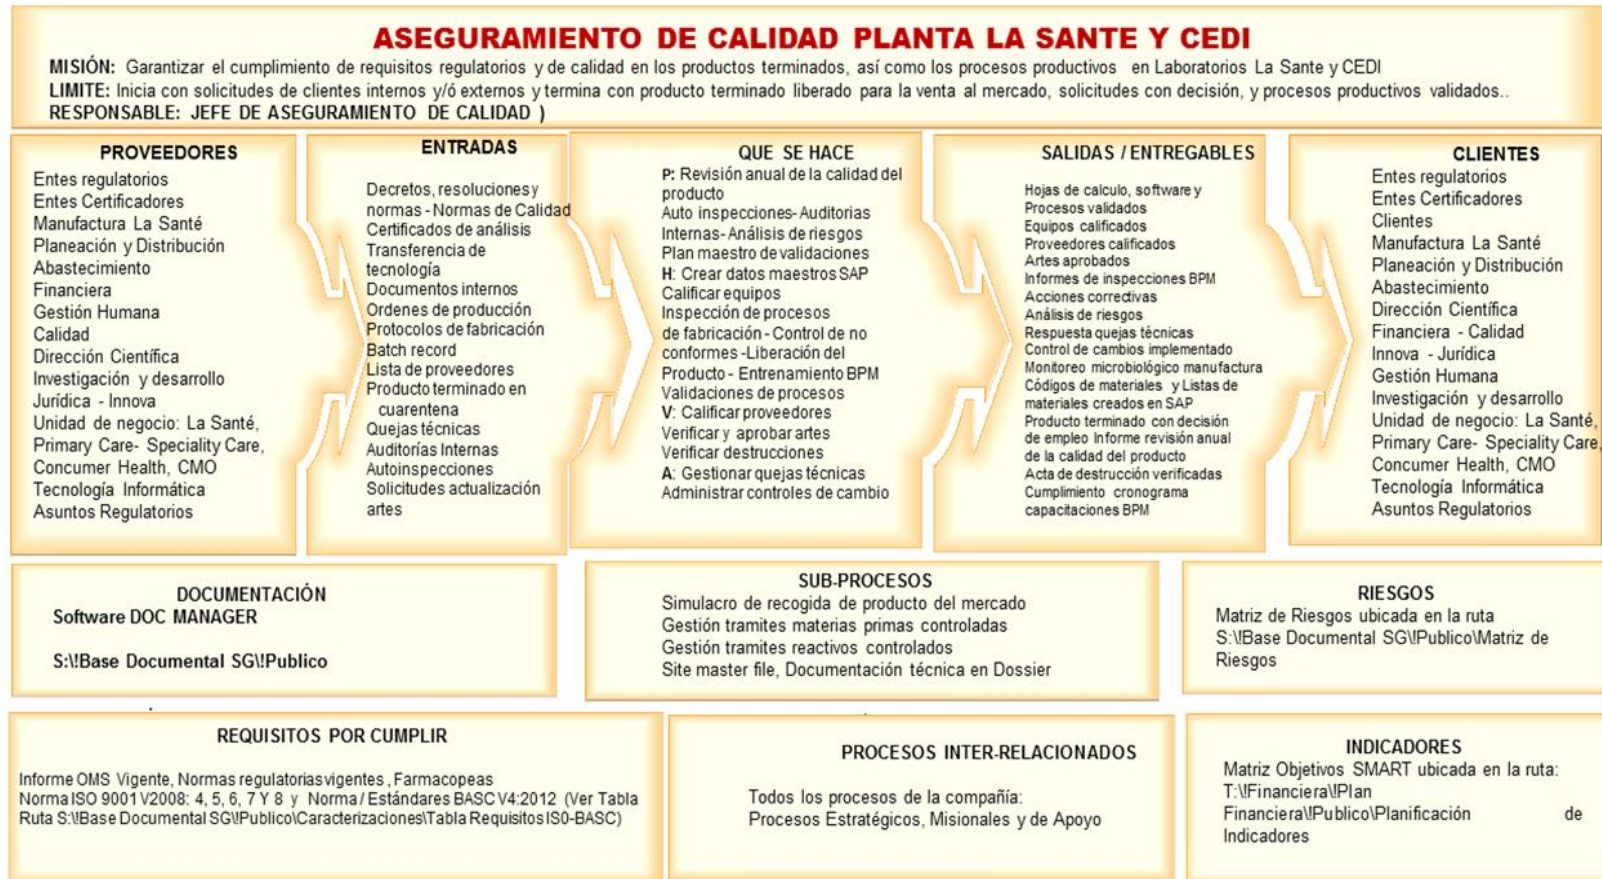 ASEGURAMIENTO DE CALIDAD PLANTA LA SANTE Y CEDI
MISIÓN: Garantizar el cumplimiento de requisitos regulatorios y de calidad en los productos terminados, así como los procesos productivos en Laboratorios La Sante y CEDI
LIMITE: Inicia con solicitudes de clientes internos y/ó externos y termina con producto terminado liberado para la venta al mercado, solicitudes con decisión, y procesos productivos validados..
RESPONSABLE: JEFE DE ASEGURAMIENTO DE CALIDAD )
PROVEEDORES
Entes regulatorios
Entes Certificadores
Manufactura La Santé
Planeación y Distribución
Abastecimiento
Financiera
Gestión Humana
Calidad
Dirección Científica
Investigación y desarrollo
Jurídica - Innova
Unidad de negocio: La Santé,
Primary Care- Speciality Care,
Concumer Health, CMO
Tecnología Informática
Asuntos Regulatorios
ENTRADAS
Decretos, resoluciones y
normas - Normas de Calidad
Certificados de análisis
Transferencia de
tecnología
Documentos internos
Ordenes de producción
Protocolos de fabricación
Batch record
Lista de proveedores
Producto terminado en
cuarentena
Quejas técnicas
Auditorías Internas
Autoinspecciones
Solicitudes actualización
artes
QUE SE HACE
P: Revisión anual de la calidad del
producto
Auto inspecciones- Auditorias
Internas- Análisis de riesgos
Plan maestro de validaciones
H: Crear datos maestros SAP
Calificar equipos
Inspección de procesos
de fabricación - Control de no
conformes -Liberación del
Producto - Entrenamiento BPM
Validaciones de procesos
V: Calificar proveedores
Verificar y aprobar artes
Verificar destrucciones
A: Gestionar quejas técnicas
Administrar controles de cambio
SALIDAS / ENTREGABLES
Hojas de calculo, software y
Procesos validados
Equipos calificados
Proveedores calificados
Artes aprobados
Informes de inspecciones BPM
Acciones correctivas
Análisis de riesgos
Respuesta quejas técnicas
Control de cambios implementado
Monitoreo microbiológico manufactura
Códigos de materiales y Listas de
materiales creados en SAP
Producto terminado con decisión
de empleo Informe revisión anual
de la calidad del producto
Acta de destrucción verificadas
Cumplimiento cronograma
capacitaciones BPM
CLIENTES
Entes regulatorios
Entes Certificadores
Clientes
Manufactura La Santé
Planeación y Distribución
Abastecimiento
Dirección Científica
Financiera - Calidad
Innova - Jurídica
Gestión Humana
Investigación y desarrollo
Unidad de negocio: La Santé,
Primary Care- Speciality Care,
Concumer Health, CMO
Tecnología Informática
Asuntos Regulatorios
DOCUMENTACIÓN
Software DOC MANAGER
S:\!Base Documental SG\!Publico
SUB-PROCESOS
Simulacro de recogida de producto del mercado
Gestión tramites materias primas controladas
Gestión tramites reactivos controlados
Site master file, Documentación técnica en Dossier
RIESGOS
Matriz de Riesgos ubicada en la ruta
S:\!Base Documental SG\!Publico\Matriz de
Riesgos
REQUISITOS POR CUMPLIR
Informe OMS Vigente, Normas regulatorias vigentes , Farmacopeas
Norma ISO 9001 V2008: 4, 5, 6, 7 Y 8 y Norma / Estándares BASC V4:2012 (Ver Tabla
Ruta S:\!Base Documental SG\!Publico\Caracterizaciones\Tabla Requisitos IS0-BASC)
PROCESOS INTER-RELACIONADOS
Todos los procesos de la compañía:
Procesos Estratégicos, Misionales y de Apoyo
INDICADORES
Matriz Objetivos SMART ubicada en la ruta:
T:\!Financiera\!Plan
Financiera\!Publico\Planificación de
Indicadores